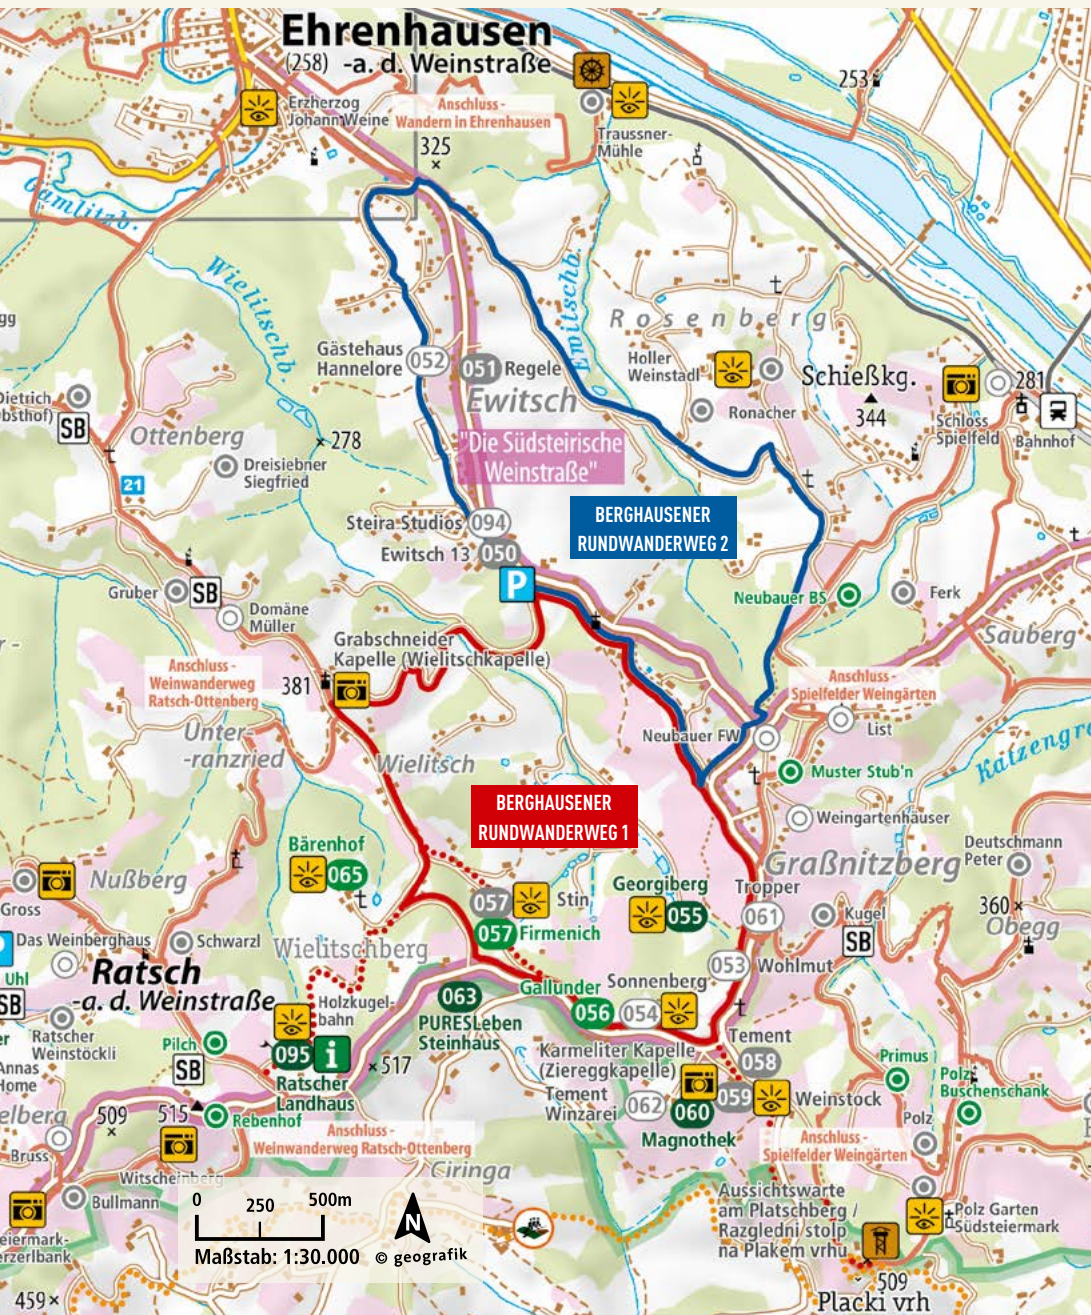 Ehrenhausen
(258) -a. d. Weinstraße
Erzherzog
Johann Weine
Anschluss -
Wandern in Ehrenhausen
325
Traussner-
Mühle
253
Gamlitzb.
Wielitschb.
Ewitschb.
Rosenberg
Gästehaus
Hannelore
052
051 Regele
Ewitsch
Holler
Weinstadl
Ronacher
Schießkg.
344
281
Schloss
Spielfeld
Bahnhof
Dietrich
SB
Ottenberg
278
Dreisiebner
Siegfried
21
"Die Südsteirische
Weinstraße"
Steira Studios 094
Ewitsch 13 050
P
BERGHAUSENER
RUNDWANDERWEG 2
Gruber
SB
Domäne
Müller
Neubauer BS
Ferk
Sauberg
Grabschneider
Kapelle (Wielitschkapelle)
Anschluss -
Weinwanderweg
Ratsch-Ottenberg
381
Anschluss -
Spielfelder Weingärten
List
Unter-
-ranzried
Wielitsch
Neubauer FW
Katzengr
Muster Stub'n
BERGHAUSENER
RUNDWANDERWEG 1
Weingartenhäuser
Bärenhof
065
Nußberg
Gross
Graßnitzberg
Deutschmann
Peter
057 Stin
057 Firmenich
Georgiberg
055
Tropper
061
Kugel
SB
360
Obegg
Das Weinberghaus
Schwarzl
Wielitschberg
Uhl
SB
Ratsch
-a. d. Weinstraße
053 Wohlmut
Gallunder
056
Sonnenberg
054
063
PURESLeben
Steinhaus
Holzkugel-
bahn
Ratscher
Weinstöckli
Pilch
SB
095 i
Ratscher
Landhaus
517
Karmeliter Kapelle
(Ziereggkapelle)
Tement
058
Tement
Winzarei
062
060
Magnothek
059
Weinstock
Primus
Polz
Buschenschank
Polz
Annas
Home
509
515
Rebenhof
Anschluss -
Weinwanderweg Ratsch-Ottenberg
Anschluss -
Spielfelder Weingärten
Bruss
Witscheinberg
Bullmann
Ciringa
Aussichtswarte
am Platschberg /
Razgledni stolp
na Plakem vrhu
Polz Garten
Südsteiermark
0 250 500m
N
Maßstab: 1:30.000 © geografik
459
509
Placki vrh